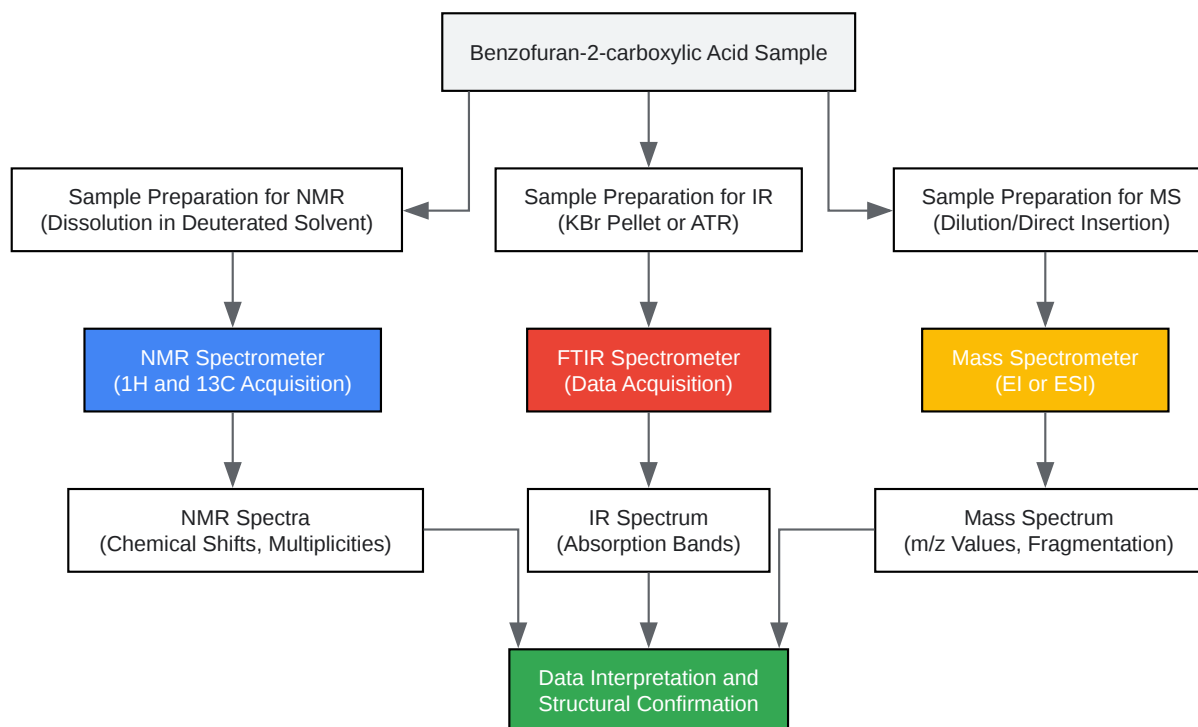 Benzofuran-2-carboxylic Acid Sample
Sample Preparation for NMR
(Dissolution in Deuterated Solvent)
Sample Preparation for IR
(KBr Pellet or ATR)
Sample Preparation for MS
(Dilution/Direct Insertion)
NMR Spectrometer
(1H and 13C Acquisition)
FTIR Spectrometer
(Data Acquisition)
Mass Spectrometer
(EI or ESI)
NMR Spectra
(Chemical Shifts, Multiplicities)
IR Spectrum
(Absorption Bands)
Mass Spectrum
(m/z Values, Fragmentation)
Data Interpretation and
Structural Confirmation